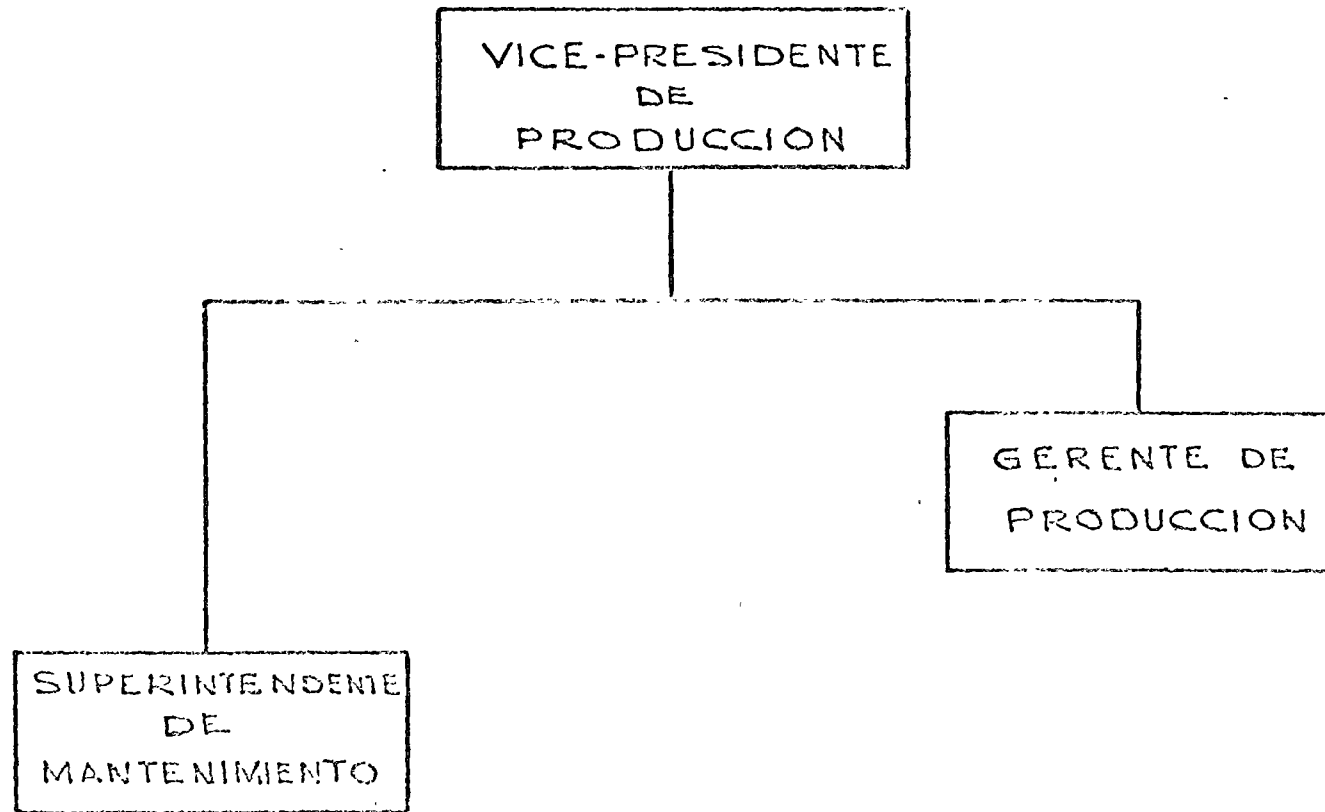 VICE-PRESIDENTE
DE
PRODUCCION
GERENTE DE
PRODUCCION
SUPERINTENDENTE
DE
MANTENIMIENTO